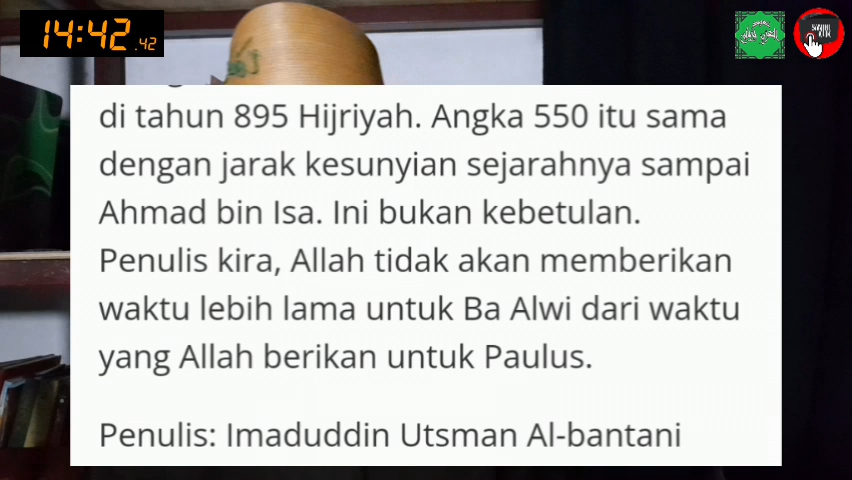 14:42.42
di tahun 895 Hijriyah. Angka 550 itu sama
dengan jarak kesunyian sejarahnya sampai
Ahmad bin Isa. Ini bukan kebetulan.
Penulis kira, Allah tidak akan memberikan
waktu lebih lama untuk Ba Alwi dari waktu
yang Allah berikan untuk Paulus.
Penulis: Imaduddin Utsman Al-bantani